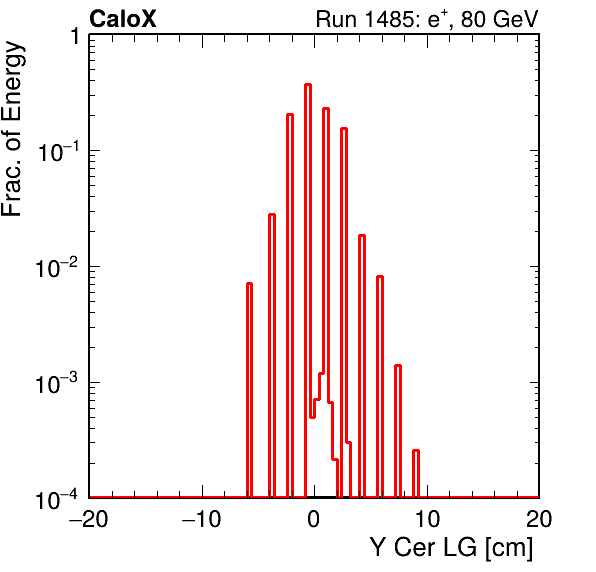 CaloX Run 1485: e⁺, 80 GeV
Frac. of Energy
1
10⁻¹
10⁻²
10⁻³
10⁻⁴
−20 −10 0 10 20
Y Cer LG [cm]